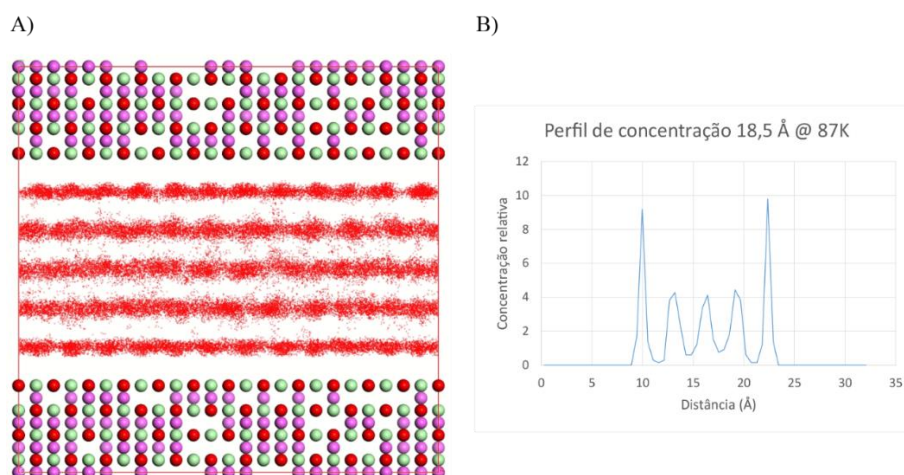 A)
B)
Perfil de concentração 18,5 Å @ 87K
Concentração relativa
12
10
8
6
4
2
0
0 5 10 15 20 25 30 35
Distância (Å)